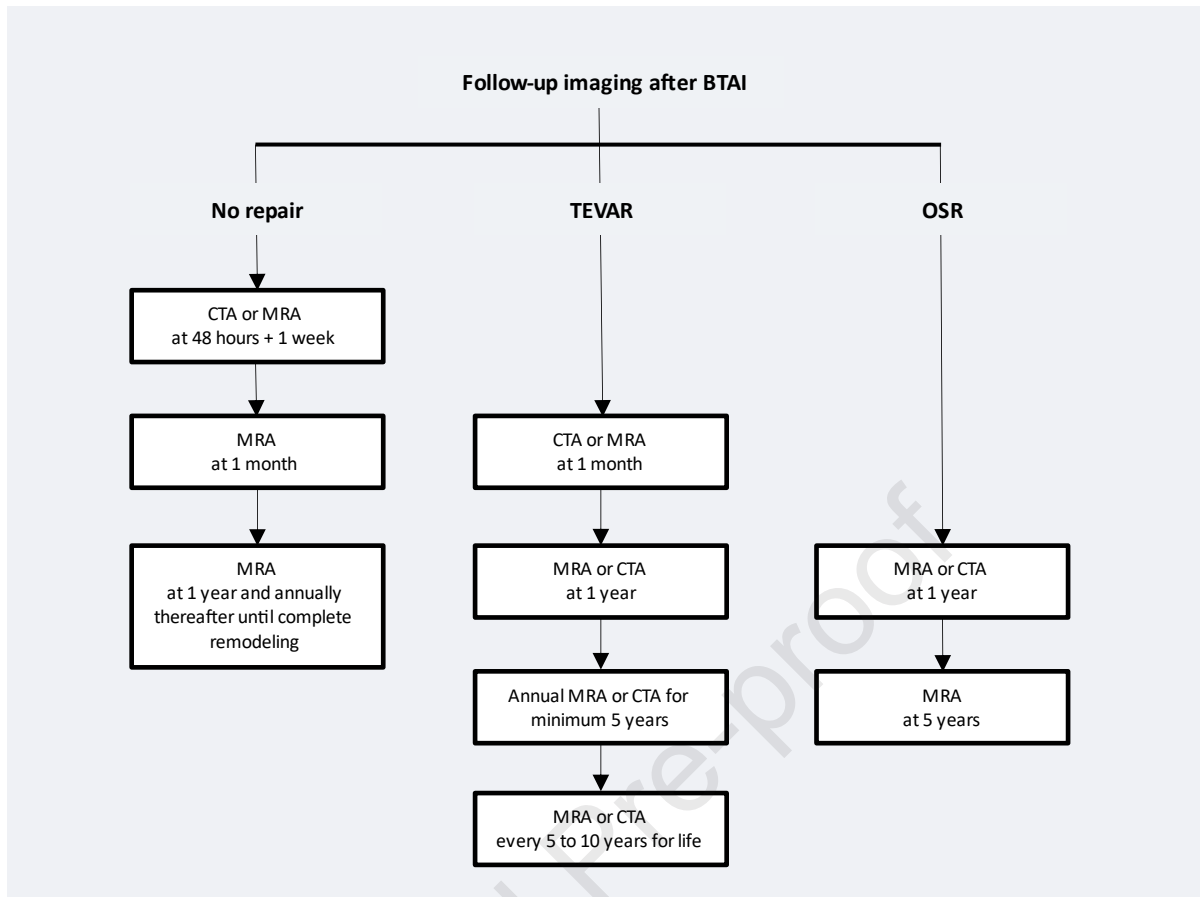 Follow-up imaging after BTAI
No repair
TEVAR
OSR
CTA or MRA
at 48 hours + 1 week
MRA
at 1 month
MRA
at 1 year and annually
thereafter until complete
remodeling
CTA or MRA
at 1 month
MRA or CTA
at 1 year
Annual MRA or CTA for
minimum 5 years
MRA or CTA
every 5 to 10 years for life
MRA or CTA
at 1 year
MRA
at 5 years
Pre-proof